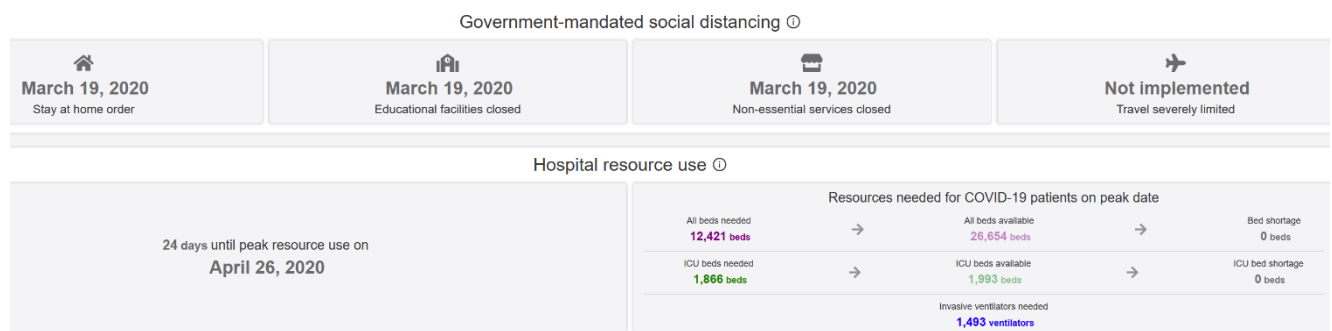 Government-mandated social distancing
March 19, 2020
Stay at home order
March 19, 2020
Educational facilities closed
March 19, 2020
Non-essential services closed
Not implemented
Travel severely limited
Hospital resource use
24 days until peak resource use on
April 26, 2020
Resources needed for COVID-19 patients on peak date
All beds needed
12,421 beds
All beds available
26,654 beds
Bed shortage
0 beds
ICU beds needed
1,866 beds
ICU beds available
1,993 beds
ICU bed shortage
0 beds
Invasive ventilators needed
1,493 ventilators